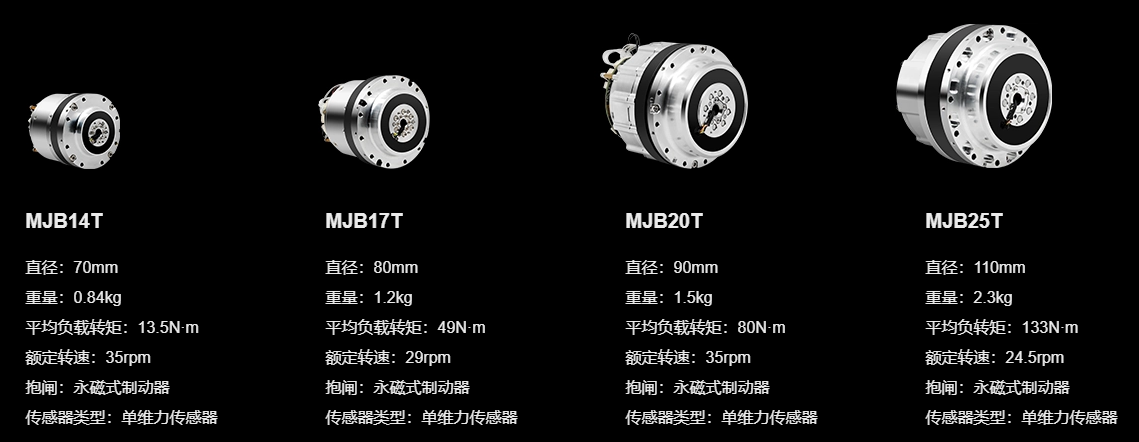 MJB14T
直径：70mm
重量：0.84kg
平均负载转矩：13.5N·m
额定转速：35rpm
抱闸：永磁式制动器
传感器类型：单维力传感器
MJB17T
直径：80mm
重量：1.2kg
平均负载转矩：49N·m
额定转速：29rpm
抱闸：永磁式制动器
传感器类型：单维力传感器
MJB20T
直径：90mm
重量：1.5kg
平均负载转矩：80N·m
额定转速：35rpm
抱闸：永磁式制动器
传感器类型：单维力传感器
MJB25T
直径：110mm
重量：2.3kg
平均负载转矩：133N·m
额定转速：24.5rpm
抱闸：永磁式制动器
传感器类型：单维力传感器